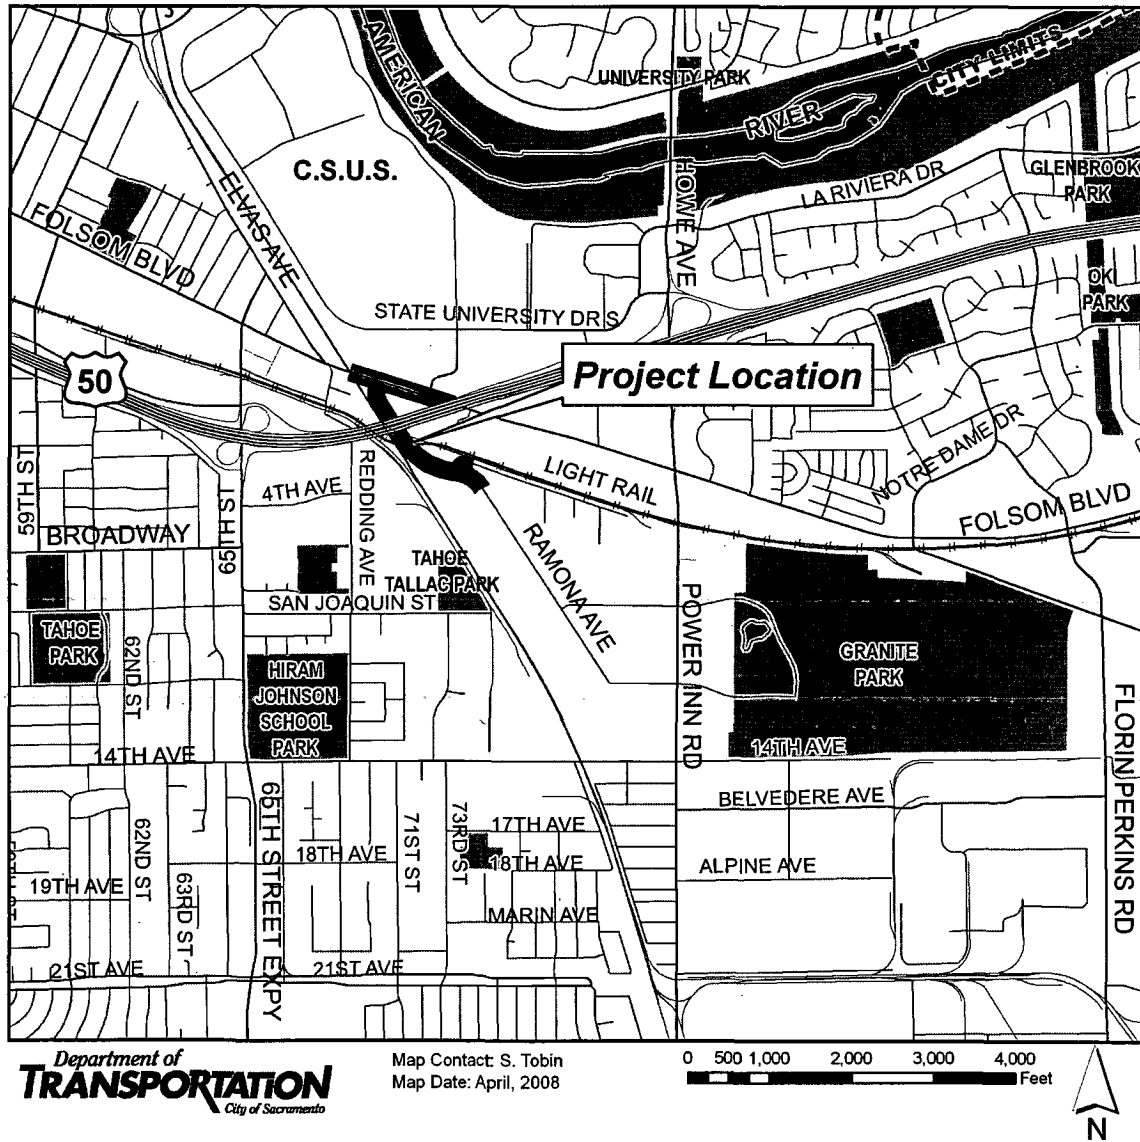 AMERICAN
UNIVERSITY PARK
CITY LIMITS
RIVER
C.S.U.S.
HOWE AVE
LA RIVIERA DR
GLENBROOK
PARK
ELVAS AVE
FOLSOM BLVD
OKI
PARK
STATE UNIVERSITY DR S
50
Project Location
NOTRE DAME DR
LIGHT RAIL
FOLSOM BLVD
59TH ST
4TH AVE
REDDING AVE
65TH ST
BROADWAY
TAHOE
TALLAC PARK
RAMONA AVE
SAN JOAQUIN ST
POWER INN RD
TAHOE
PARK
62ND ST
HIRAM
JOHNSON
SCHOOL
PARK
GRANITE
PARK
FLORIN PERKINS RD
14TH AVE
14TH AVE
65TH STREET EXPY
BELVEDERE AVE
62ND ST
71ST ST
73RD ST
17TH AVE
18TH AVE
18TH AVE
ALPINE AVE
19TH AVE
63RD ST
MARIN AVE
21ST AVE
21ST AVE
Department of
TRANSPORTATION
City of Sacramento
Map Contact: S. Tobin
Map Date: April, 2008
0 500 1,000 2,000 3,000 4,000
Feet
N